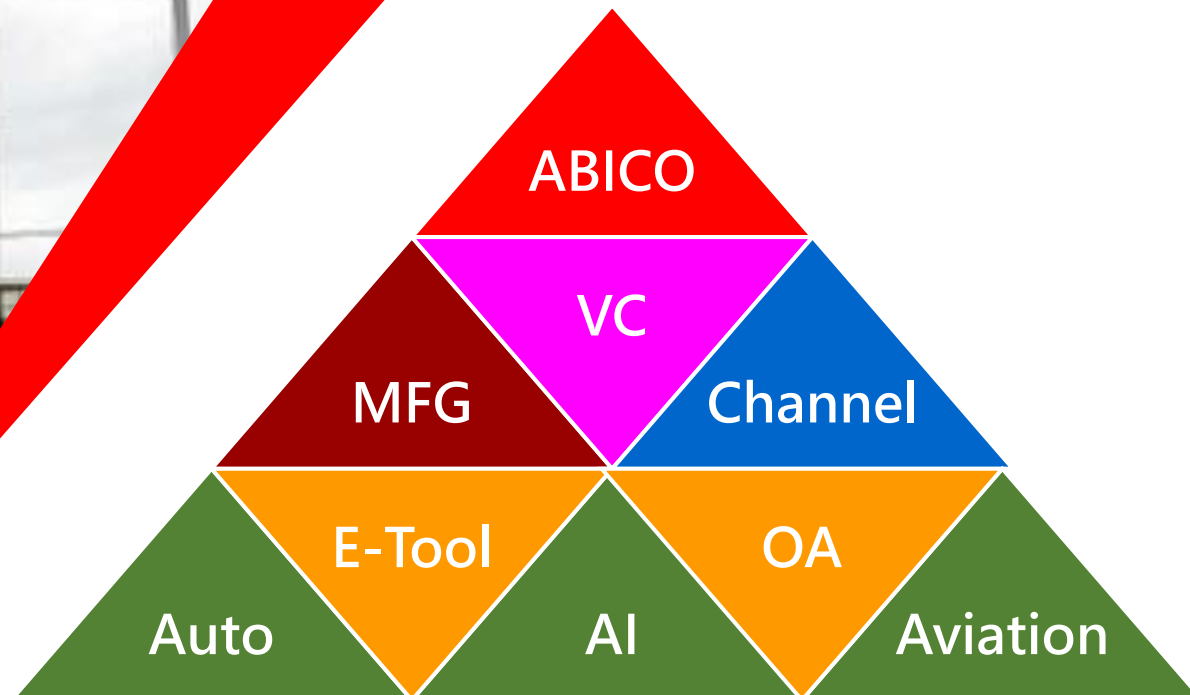 ABICO
VC
MFG
Channel
E-Tool
OA
Auto
AI
Aviation